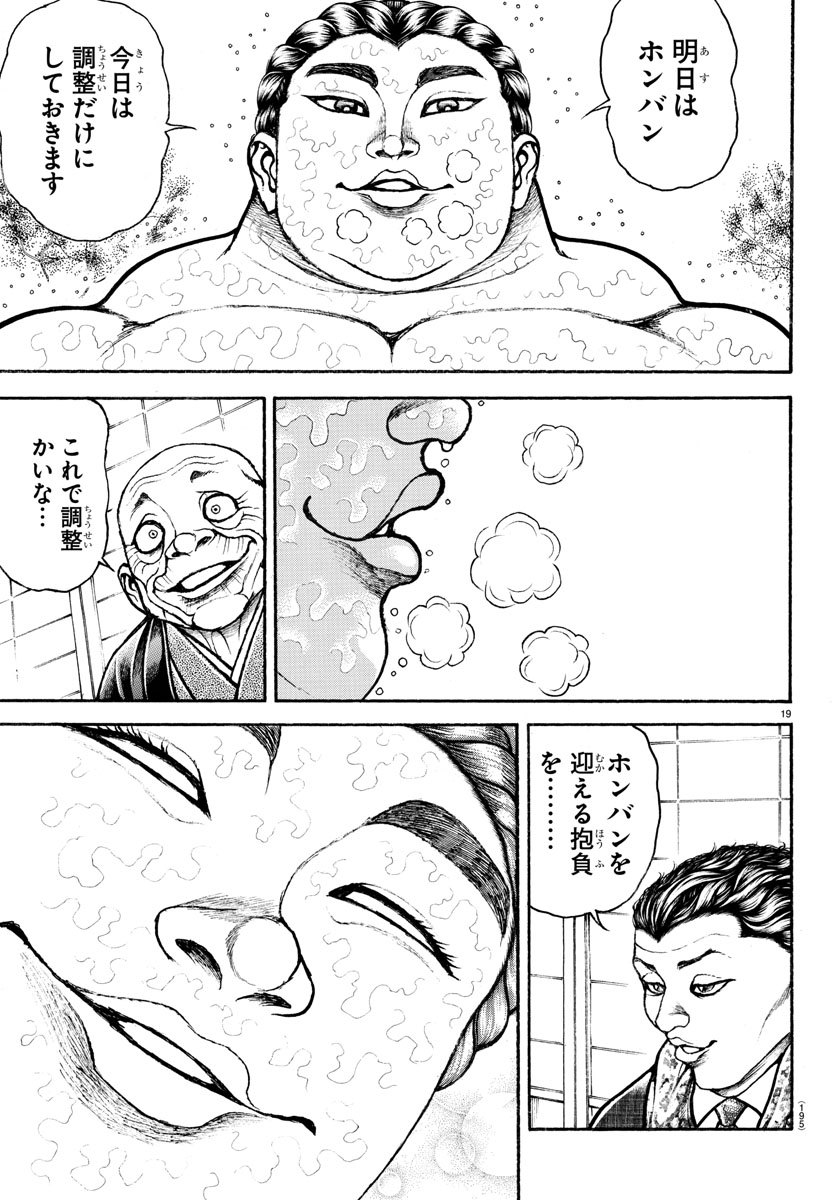 明日は
ホンバン
今日は
調整だけに
しておきます
これで調整
かいな…
19
ホンバンを
迎える抱負
を………
(195)